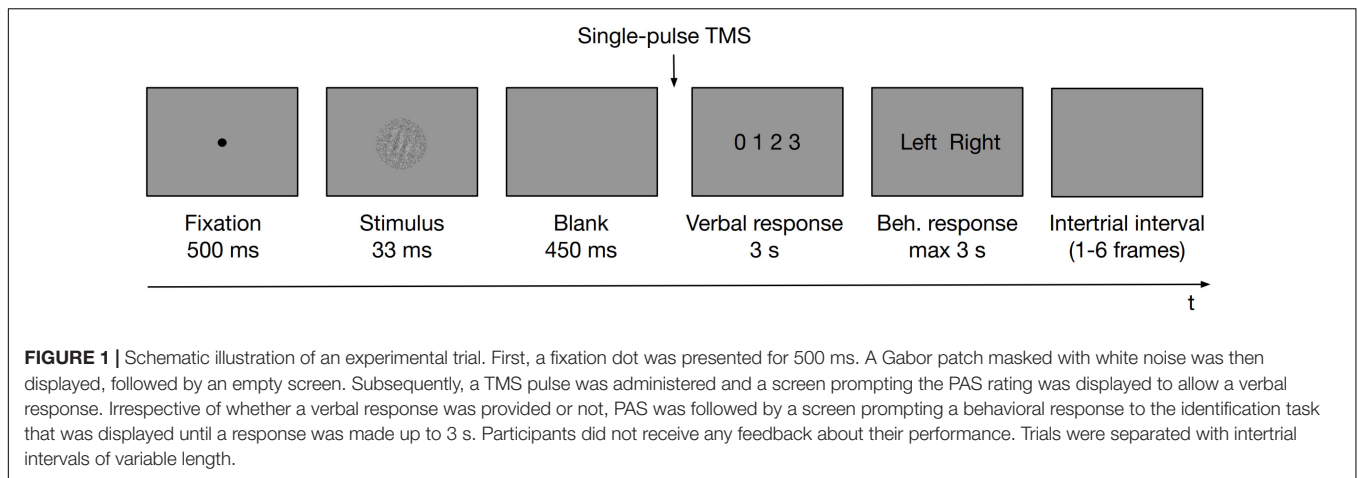 Single-pulse TMS
0 1 2 3
Left Right
Fixation
500 ms
Stimulus
33 ms
Blank
450 ms
Verbal response
3 s
Beh. response
max 3 s
Intertrial interval
(1-6 frames)
t
FIGURE 1 | Schematic illustration of an experimental trial. First, a fixation dot was presented for 500 ms. A Gabor patch masked with white noise was then
displayed, followed by an empty screen. Subsequently, a TMS pulse was administered and a screen prompting the PAS rating was displayed to allow a verbal
response. Irrespective of whether a verbal response was provided or not, PAS was followed by a screen prompting a behavioral response to the identification task
that was displayed until a response was made up to 3 s. Participants did not receive any feedback about their performance. Trials were separated with intertrial
intervals of variable length.